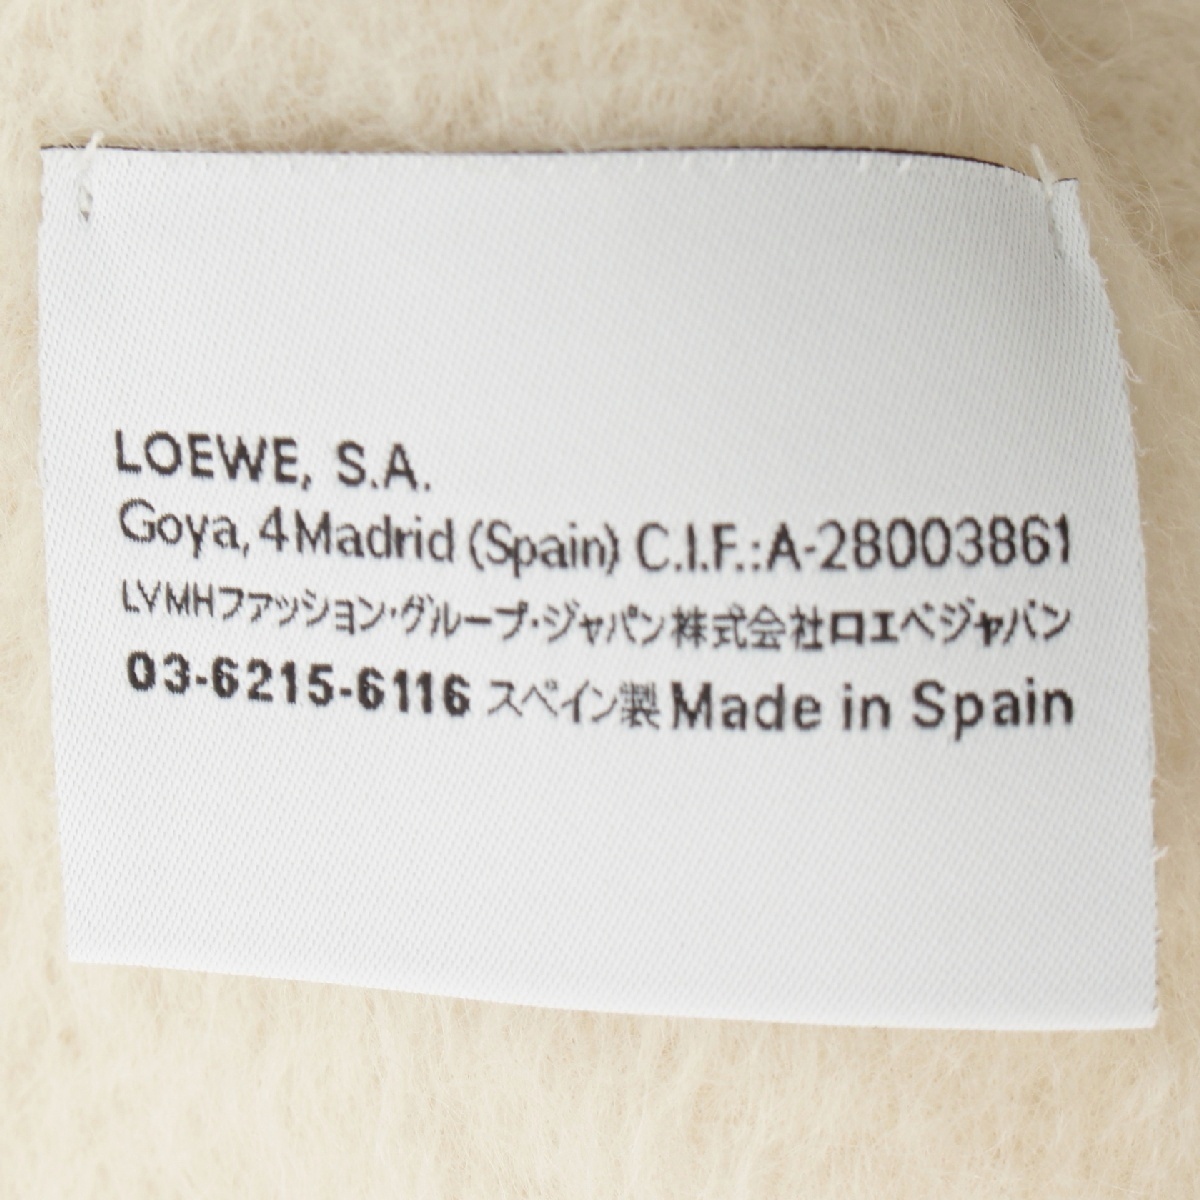 LOEWE, S.A.
Goya, 4 Madrid (Spain) C.I.F.:A-28003861
LVMHファッション・グループ・ジャパン株式会社ロエベジャパン
03-6215-6116 スペイン製 Made in Spain